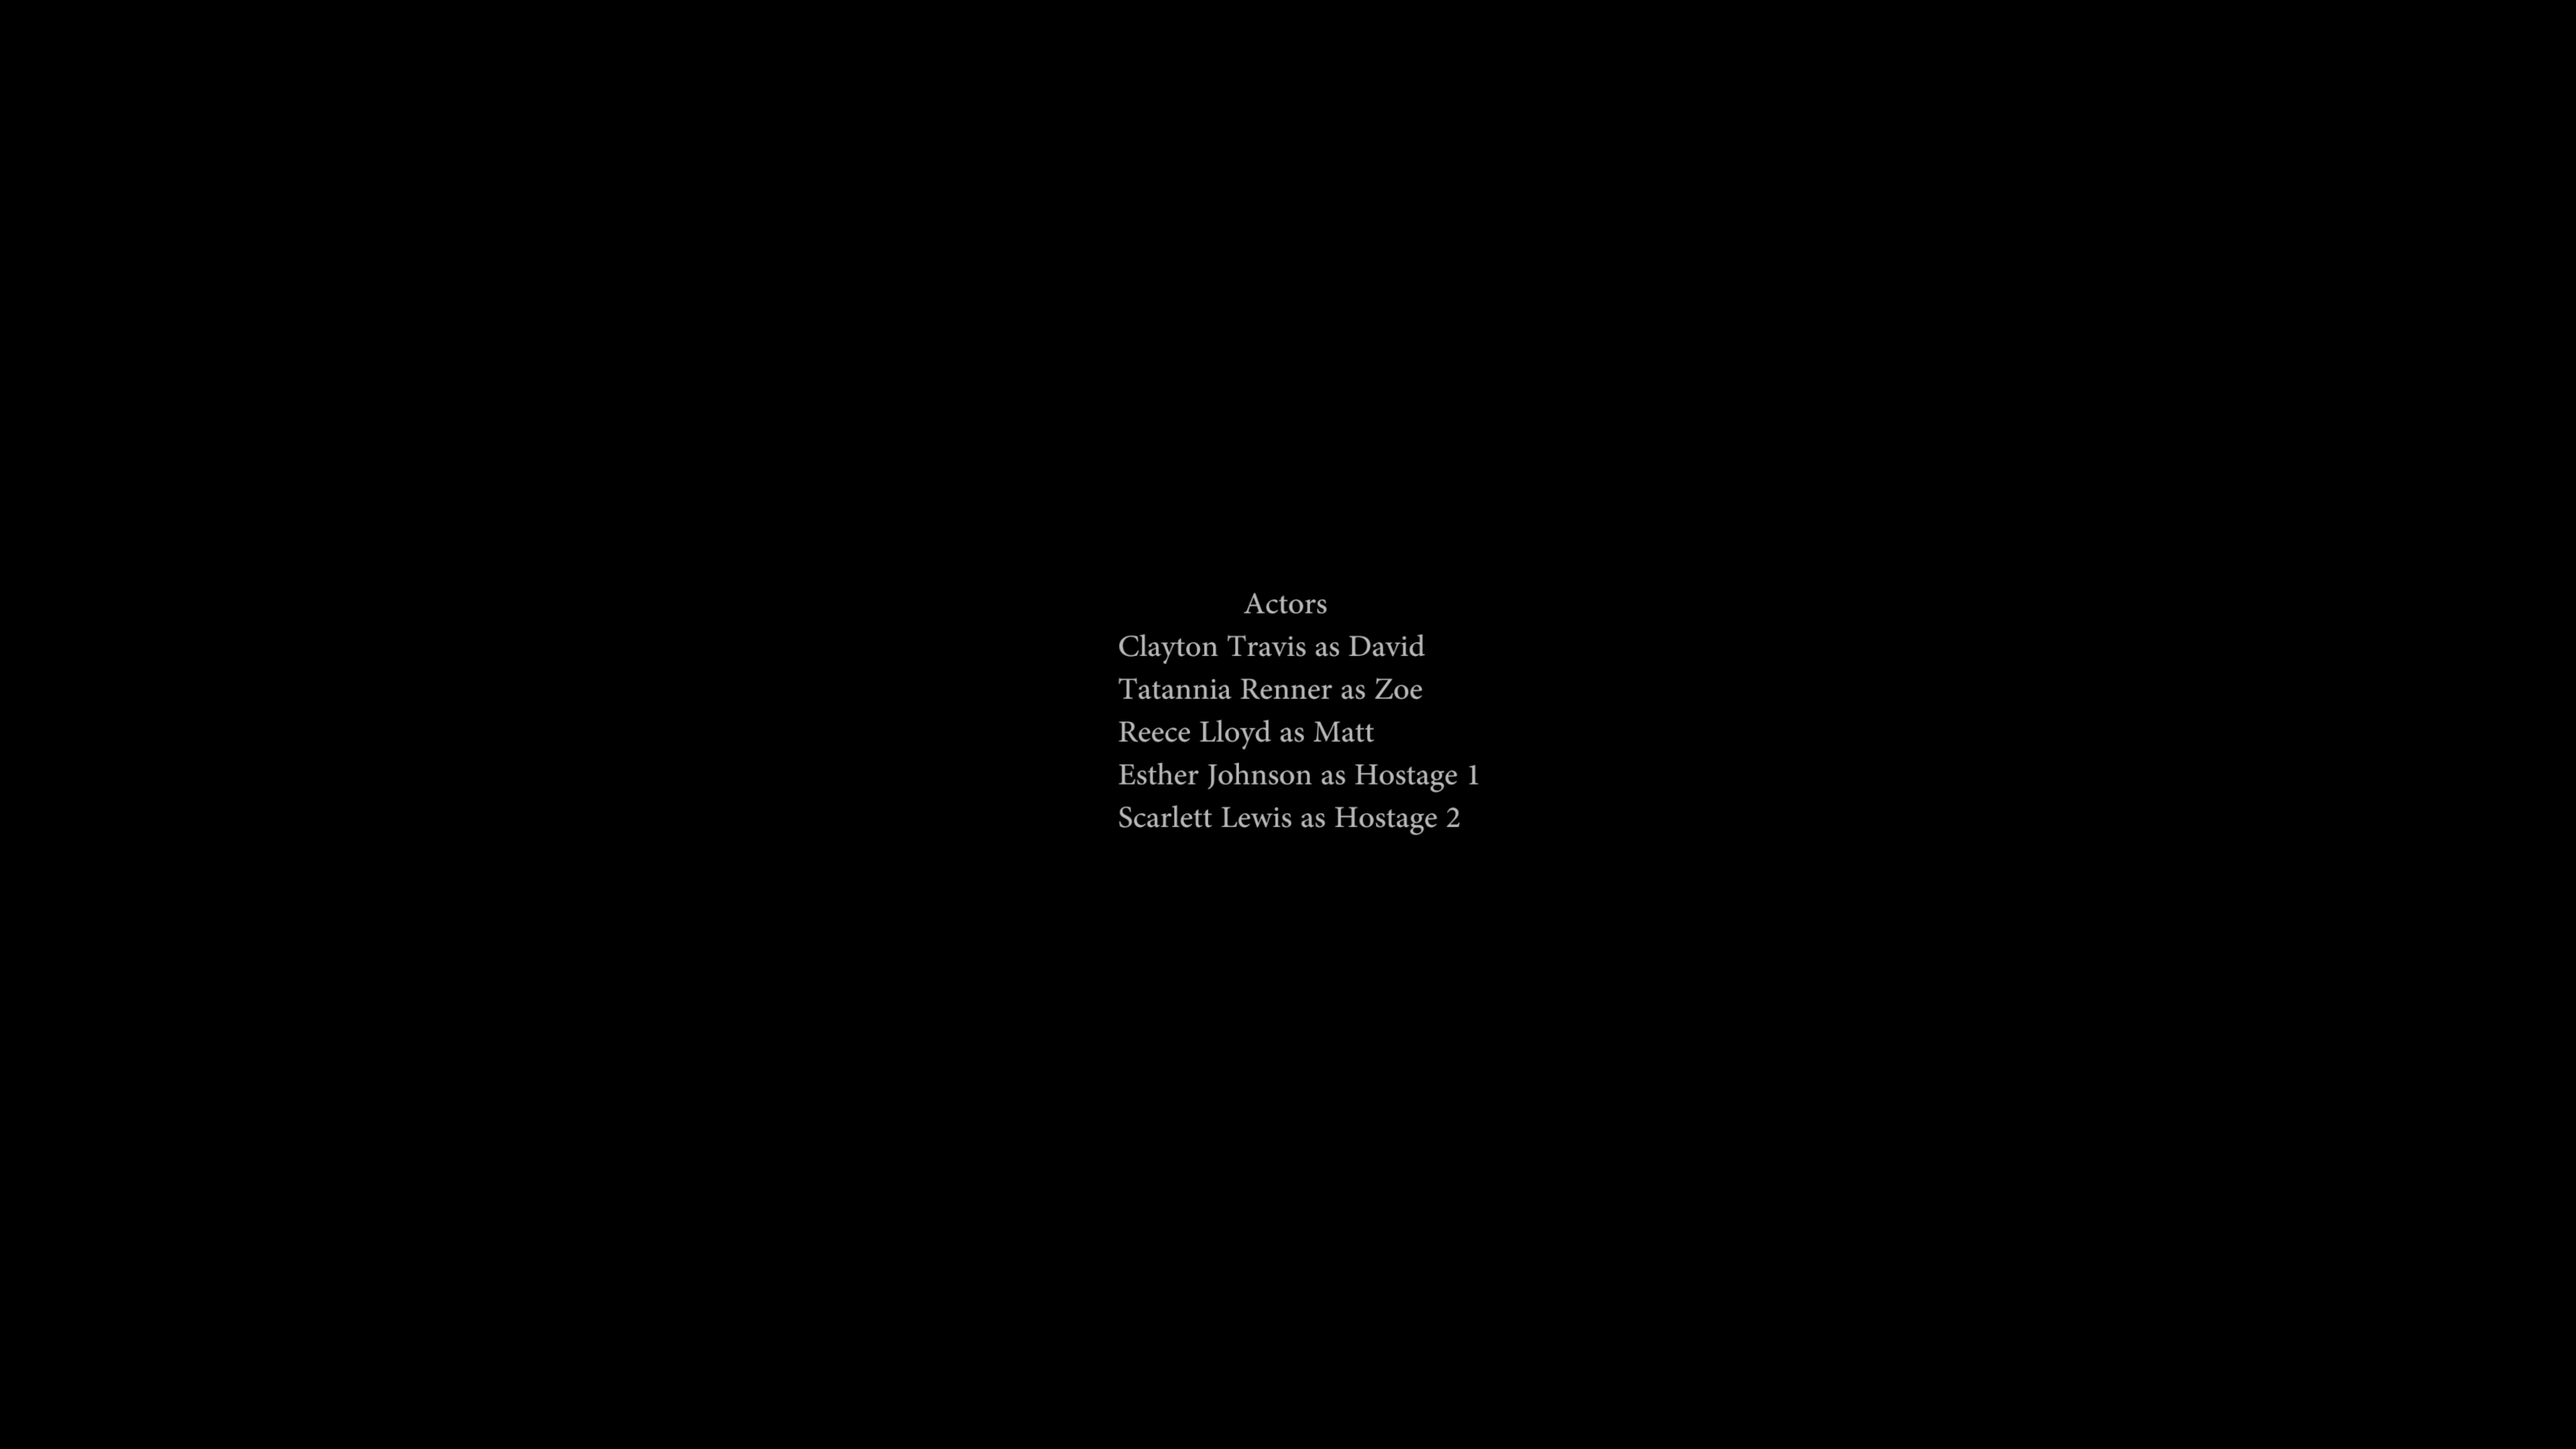 Actors
Clayton Travis as David
Tatannia Renner as Zoe
Reece Lloyd as Matt
Esther Johnson as Hostage 1
Scarlett Lewis as Hostage 2